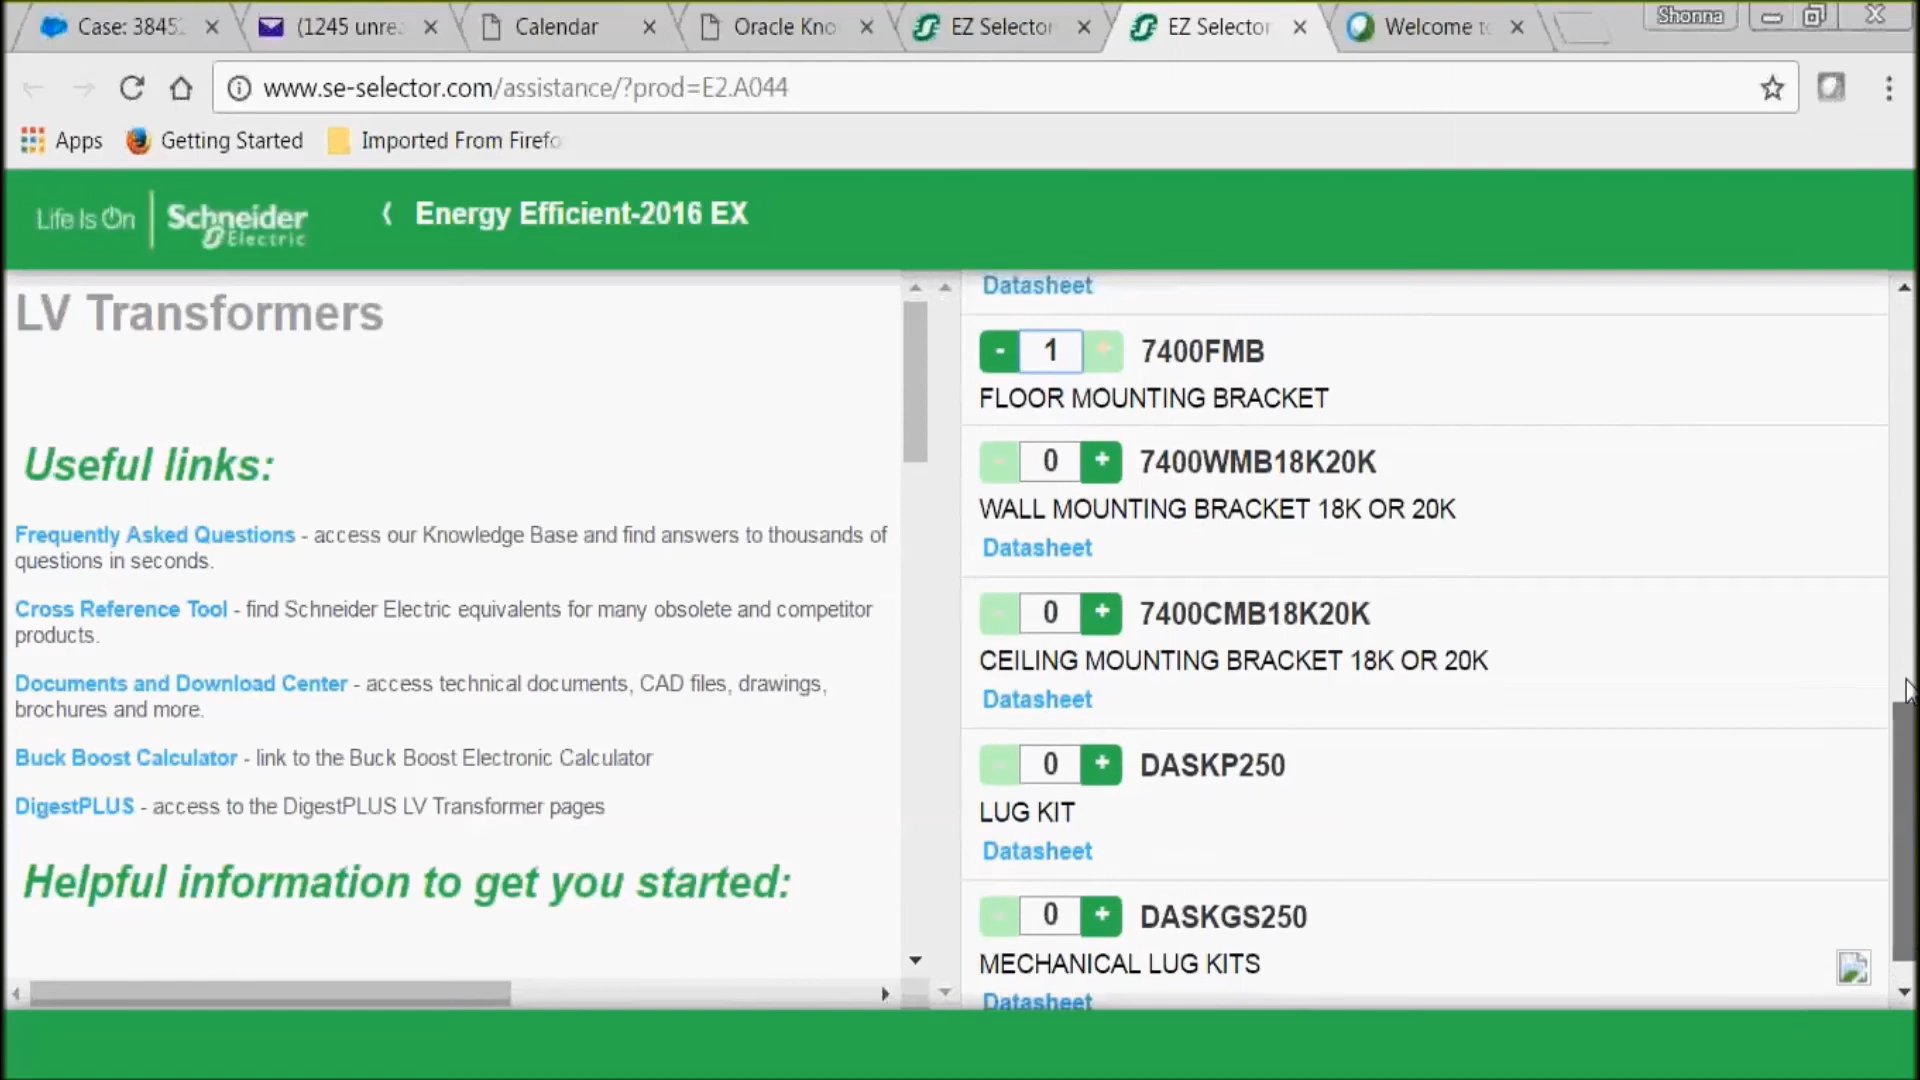 Case: 3845
(1245 unre
Calendar
Oracle Kno
EZ Selector
EZ Selector
Welcome to
Shonna
www.se-selector.com/assistance/?prod=E2.A044
Apps
Getting Started
Imported From Firefo
Life Is On
Schneider
Electric
Energy Efficient-2016 EX
LV Transformers
Useful links:
Frequently Asked Questions - access our Knowledge Base and find answers to thousands of
questions in seconds.
Cross Reference Tool - find Schneider Electric equivalents for many obsolete and competitor
products.
Documents and Download Center - access technical documents, CAD files, drawings,
brochures and more.
Buck Boost Calculator - link to the Buck Boost Electronic Calculator
DigestPLUS - access to the DigestPLUS LV Transformer pages
Helpful information to get you started:
Datasheet
- 1 + 7400FMB
FLOOR MOUNTING BRACKET
- 0 + 7400WMB18K20K
WALL MOUNTING BRACKET 18K OR 20K
Datasheet
- 0 + 7400CMB18K20K
CEILING MOUNTING BRACKET 18K OR 20K
Datasheet
- 0 + DASKP250
LUG KIT
Datasheet
- 0 + DASKGS250
MECHANICAL LUG KITS
Datasheet